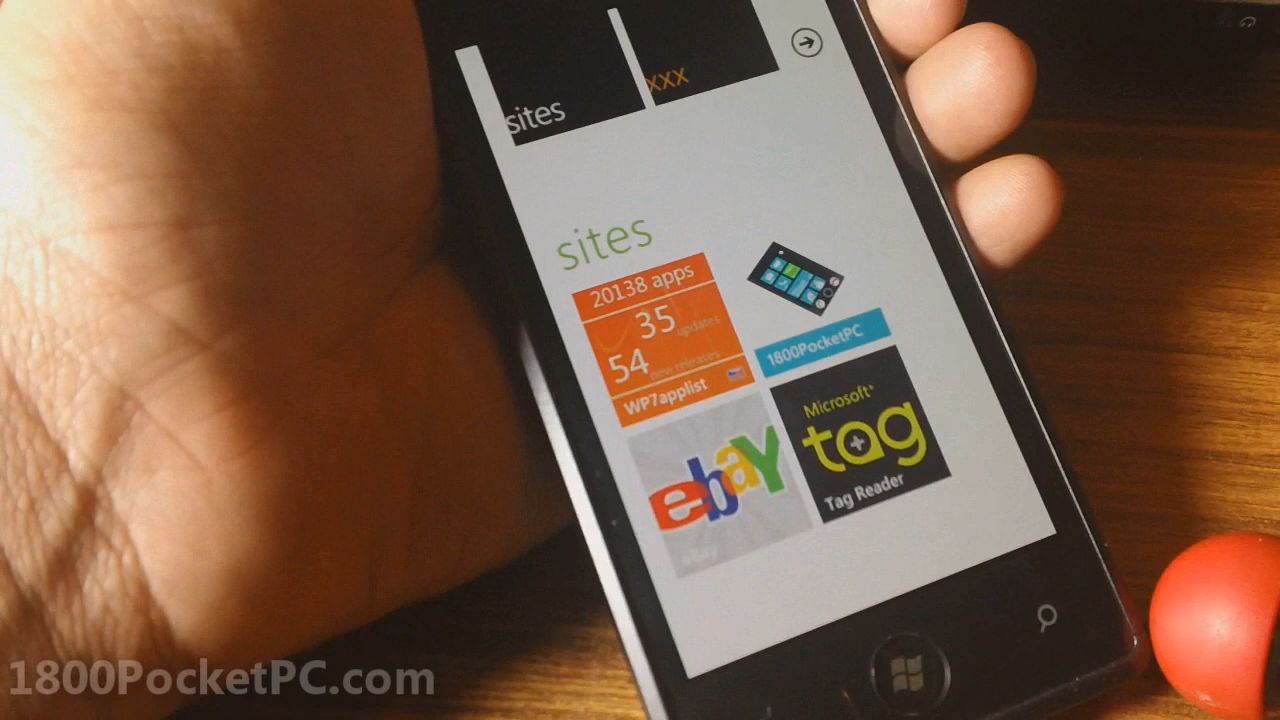 sites
xxx
sites
20138 apps
35 updates
54 new releases
WP7applist
1800PocketPC
ebay
eBay
Microsoft
tag
Tag Reader
1800PocketPC.com